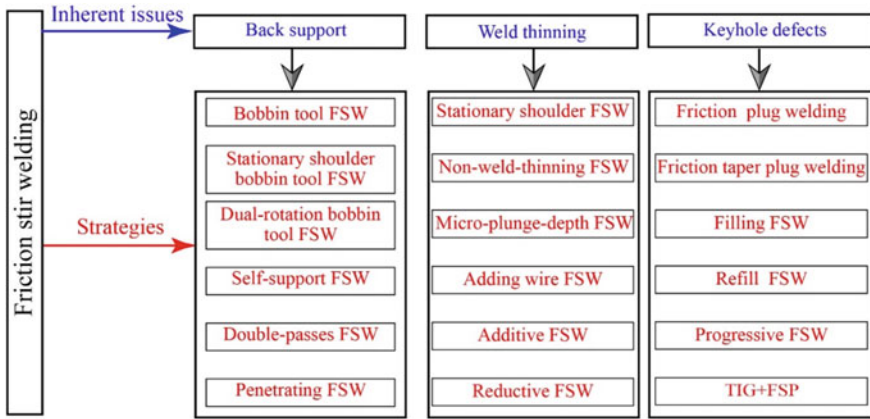 Inherent issues
Back support
Weld thinning
Keyhole defects
Friction stir welding
Strategies
Bobbin tool FSW
Stationary shoulder
bobbin tool FSW
Dual-rotation bobbin
tool FSW
Self-support FSW
Double-passes FSW
Penetrating FSW
Stationary shoulder FSW
Non-weld-thinning FSW
Micro-plunge-depth FSW
Adding wire FSW
Additive FSW
Reductive FSW
Friction plug welding
Friction taper plug welding
Filling FSW
Refill FSW
Progressive FSW
TIG+FSP